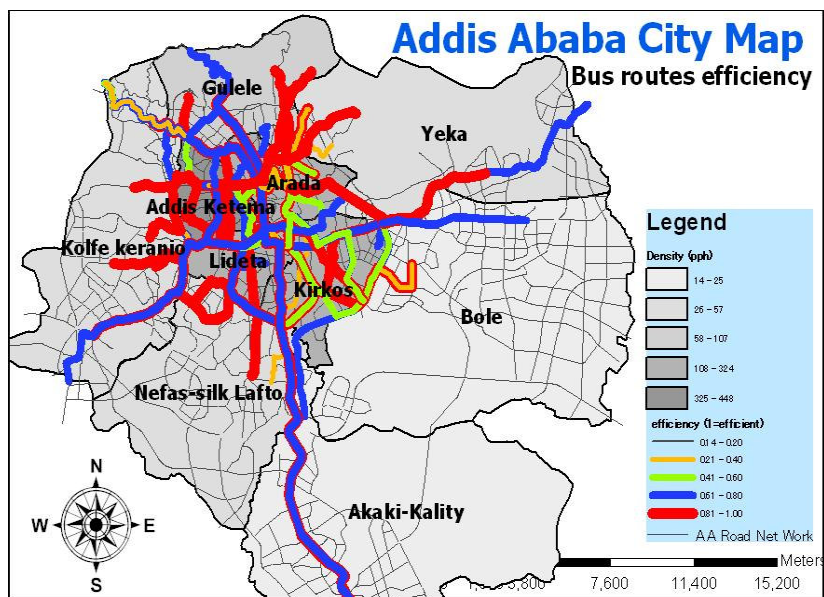 Addis Ababa City Map
Bus routes efficiency
Gulele
Yeka
Arada
Addis Ketema
Kolfe keranio
Lideta
Kirkos
Bole
Nefas-silk Lafto
Akaki-Kality
Legend
Density (pph)
14 - 25
26 - 57
58 - 107
108 - 324
325 - 448
efficiency (1=efficient)
0.14 - 0.20
0.21 - 0.40
0.41 - 0.60
0.61 - 0.80
0.81 - 1.00
AA Road Net Work
N
W
E
S
Meters
7,600
11,400
15,200